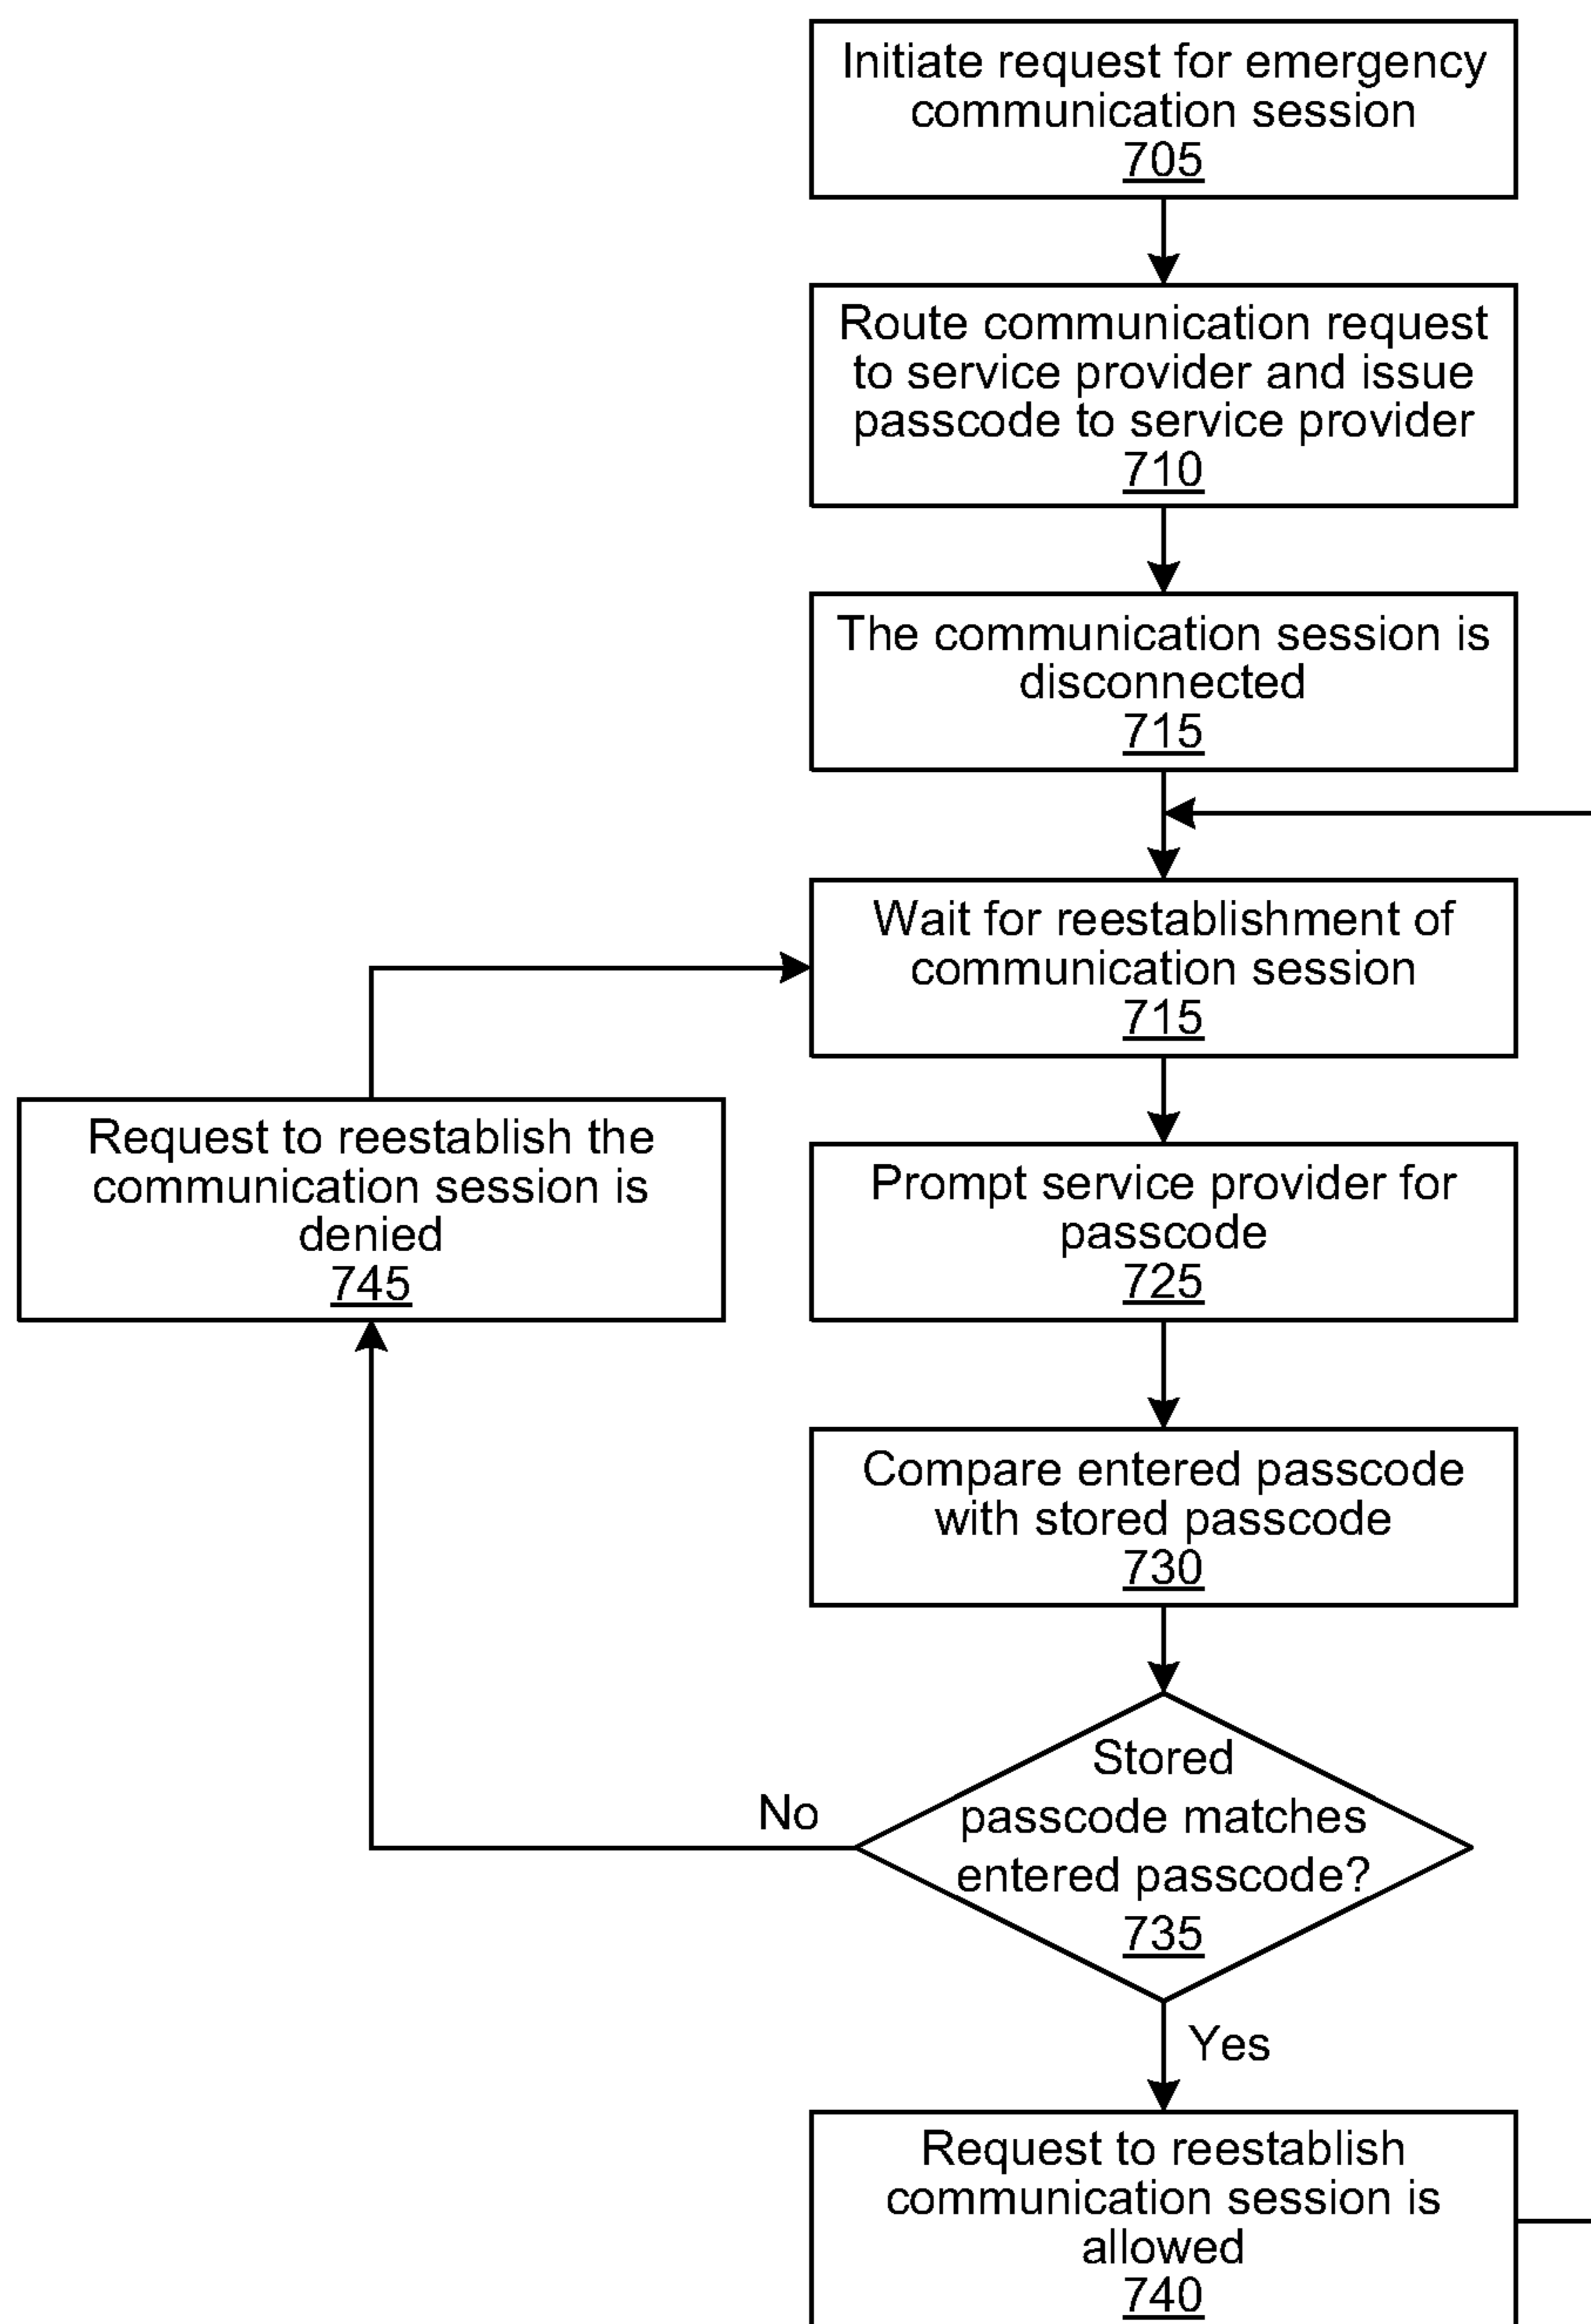 Initiate request for emergency
communication session
705
Route communication request
to service provider and issue
passcode to service provider
710
The communication session is
disconnected
715
Wait for reestablishment of
communication session
715
Request to reestablish the
communication session is
denied
745
Prompt service provider for
passcode
725
Compare entered passcode
with stored passcode
730
Stored
passcode matches
entered passcode?
735
No
Yes
Request to reestablish
communication session is
allowed
740